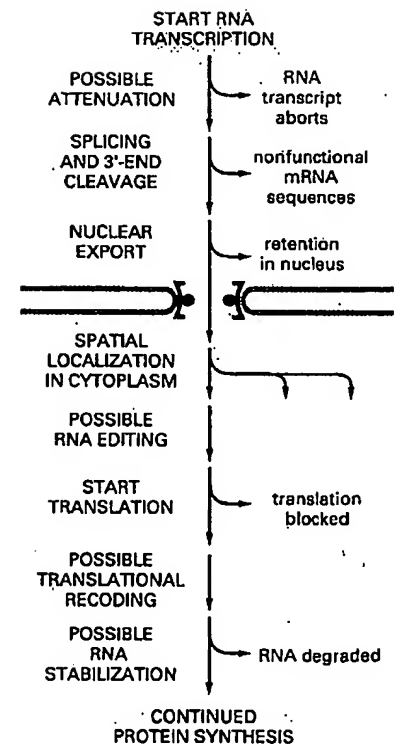 START RNA
TRANSCRIPTION
POSSIBLE
ATTENUATION
RNA
transcript
aborts
SPLICING
AND 3'-END
CLEAVAGE
nonfunctional
mRNA
sequences
NUCLEAR
EXPORT
retention
in nucleus
SPATIAL
LOCALIZATION
IN CYTOPLASM
POSSIBLE
RNA EDITING
START
TRANSLATION
translation
blocked
POSSIBLE
TRANSLATIONAL
RECODING
POSSIBLE
RNA
STABILIZATION
RNA degraded
CONTINUED
PROTEIN SYNTHESIS